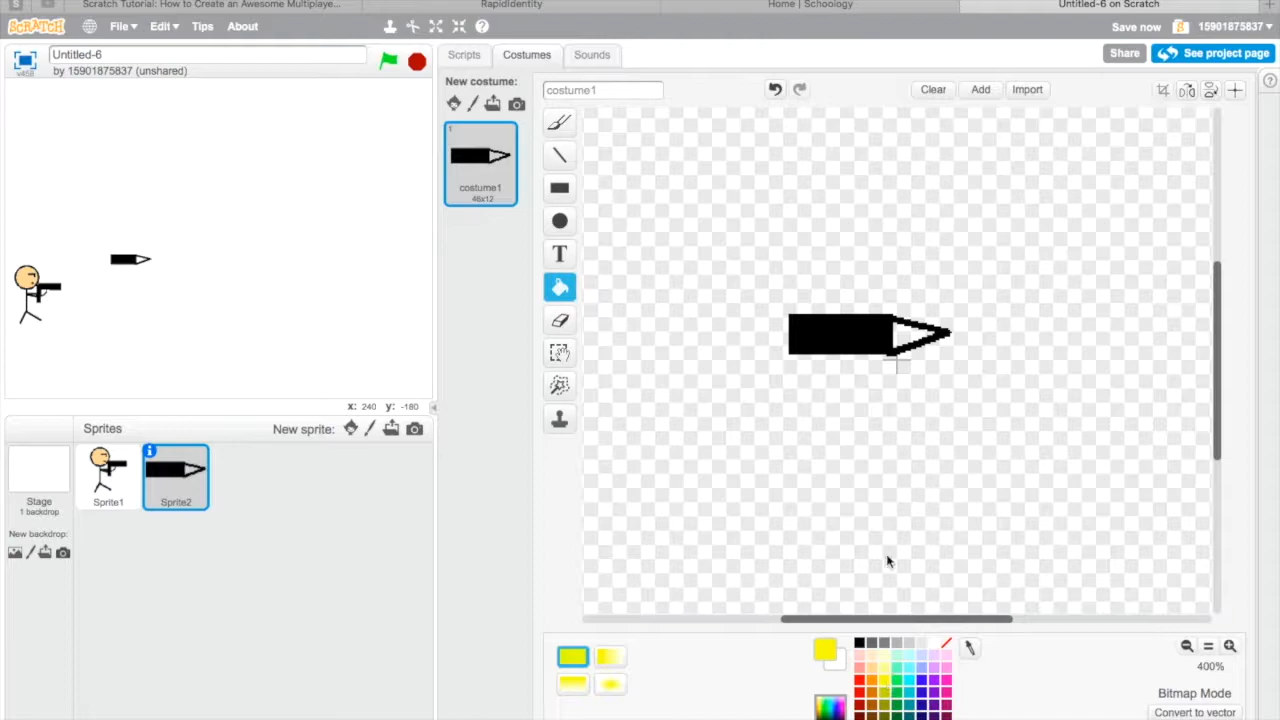 Scratch Tutorial: How to Create an Awesome Multiplaye...
RapidIdentity
Home | Schoology
Untitled-6 on Scratch
SCRATCH
File
Edit
Tips
About
Save now
15901875837
Untitled-6
by 15901875837 (unshared)
v458
Scripts
Costumes
Sounds
Share
See project page
New costume:
costume1
Clear
Add
Import
1
costume1
46x12
T
x: 240 y: -180
Sprites
New sprite:
Stage
1 backdrop
Sprite1
Sprite2
New backdrop:
400%
Bitmap Mode
Convert to vector